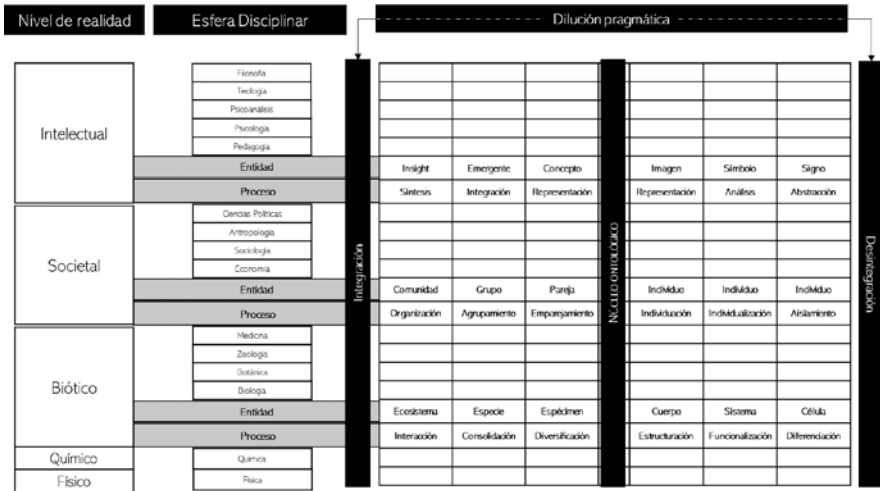 Nivel de realidad
Esfera Disciplinar
Dilución pragmática
Intelectual
Filosofía
Teología
Psicoanálisis
Psicología
Pedagogía
Entidad
Insight
Emergente
Concepto
Imagen
Símbolo
Signo
Proceso
Síntesis
Integración
Representación
Representación
Análisis
Abstracción
Societal
Ciencias Políticas
Antropología
Sociología
Economía
Entidad
Comunidad
Grupo
Pareja
Individuo
Individuo
Individuo
Proceso
Organización
Agrupamiento
Emparejamiento
Individuación
Individualización
Aislamiento
Biótico
Medicina
Zoología
Botánica
Biología
Entidad
Ecosistema
Especie
Espécimen
Cuerpo
Sistema
Célula
Proceso
Interacción
Consolidación
Diversificación
Estructuración
Funcionalización
Diferenciación
Químico
Química
Físico
Física
Integración
NÚCLEO ONTOLÓGICO
Desintegración